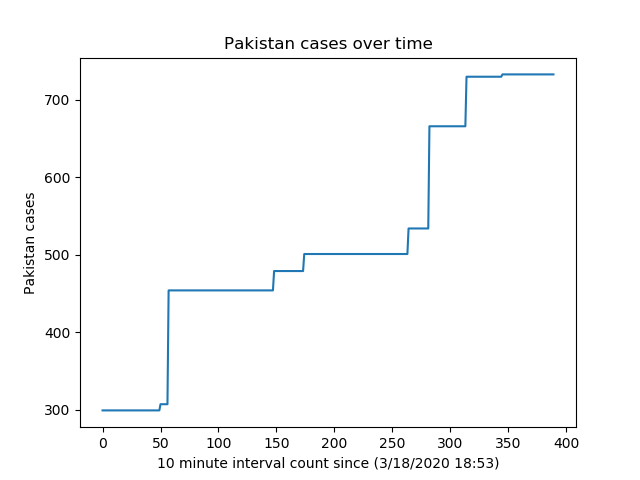 Pakistan cases over time
Pakistan cases
700
600
500
400
300
0 50 100 150 200 250 300 350 400
10 minute interval count since (3/18/2020 18:53)